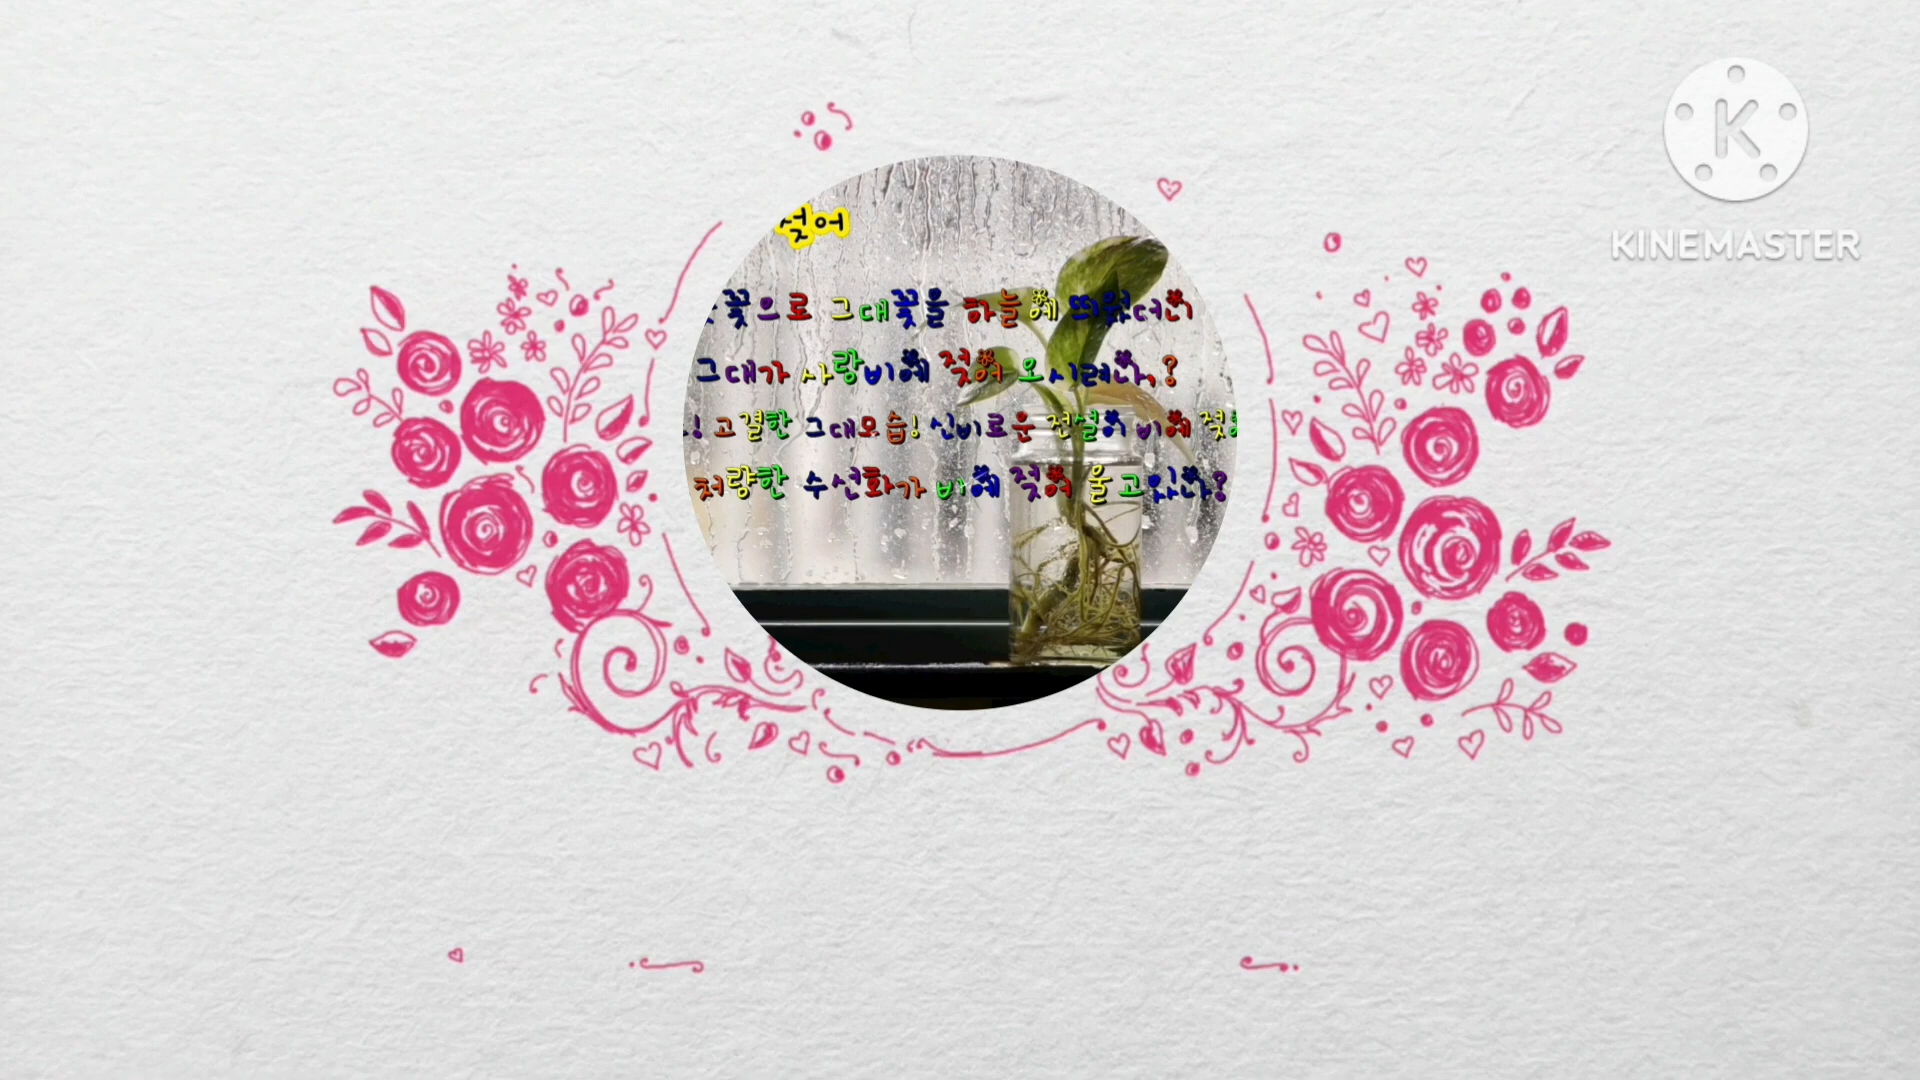 섶어
꽃으로 그대꽃을 하늘에 띄웠더니
그대가 사랑비에 젖어 오시려나,?
! 고결한 그대모습! 신비로운 전설이 비에
처량한 수선화가 비에 젖어 울고있나?
KINEMASTER